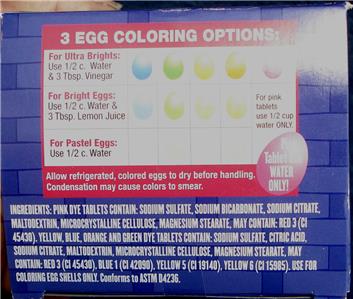 3 EGG COLORING OPTIONS:
For Ultra Brights:
Use 1/2 c. Water
& 3 Tbsp. Vinegar
For Bright Eggs:
Use 1/2 c. Water &
3 Tbsp. Lemon Juice
For pink
tablets
use 1/2 cup
water ONLY.
For Pastel Eggs:
Use 1/2 c. Water
Tablet
WATER
ONLY!
Allow refrigerated, colored eggs to dry before handling.
Condensation may cause colors to smear.
INGREDIENTS: PINK DYE TABLETS CONTAIN: SODIUM SULFATE, SODIUM BICARBONATE, SODIUM CITRATE,
MALTODEXTRIN, MICROCRYSTALLINE CELLULOSE, MAGNESIUM STEARATE, MAY CONTAIN: RED 3 (CI
45430). YELLOW, BLUE, ORANGE AND GREEN DYE TABLETS CONTAIN: SODIUM SULFATE, CITRIC ACID,
SODIUM CITRATE, MALTODEXTRIN, MICROCRYSTALLINE CELLULOSE, MAGNESIUM STEARATE, MAY
CONTAIN: RED 3 (CI 45430), BLUE 1 (CI 42090), YELLOW 5 (CI 19140), YELLOW 6 (CI 15985). USE FOR
COLORING EGG SHELLS ONLY. Conforms to ASTM D4236.